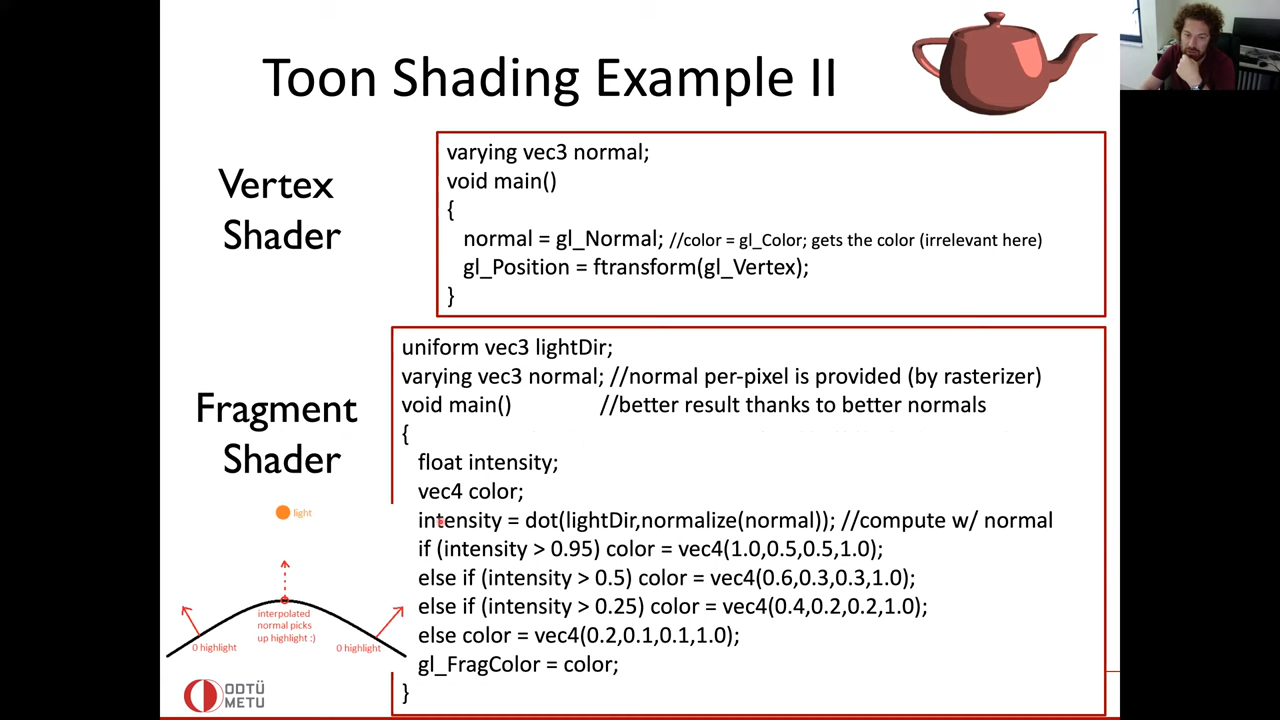 Toon Shading Example II
Vertex
Shader
varying vec3 normal;
void main()
{
normal = gl_Normal; //color = gl_Color; gets the color (irrelevant here)
gl_Position = ftransform(gl_Vertex);
}
Fragment
Shader
uniform vec3 lightDir;
varying vec3 normal; //normal per-pixel is provided (by rasterizer)
void main() //better result thanks to better normals
{
float intensity;
vec4 color;
intensity = dot(lightDir,normalize(normal)); //compute w/ normal
if (intensity > 0.95) color = vec4(1.0,0.5,0.5,1.0);
else if (intensity > 0.5) color = vec4(0.6,0.3,0.3,1.0);
else if (intensity > 0.25) color = vec4(0.4,0.2,0.2,1.0);
else color = vec4(0.2,0.1,0.1,1.0);
gl_FragColor = color;
}
light
interpolated
normal picks
up highlight :)
0 highlight
0 highlight
ODTÜ
METU